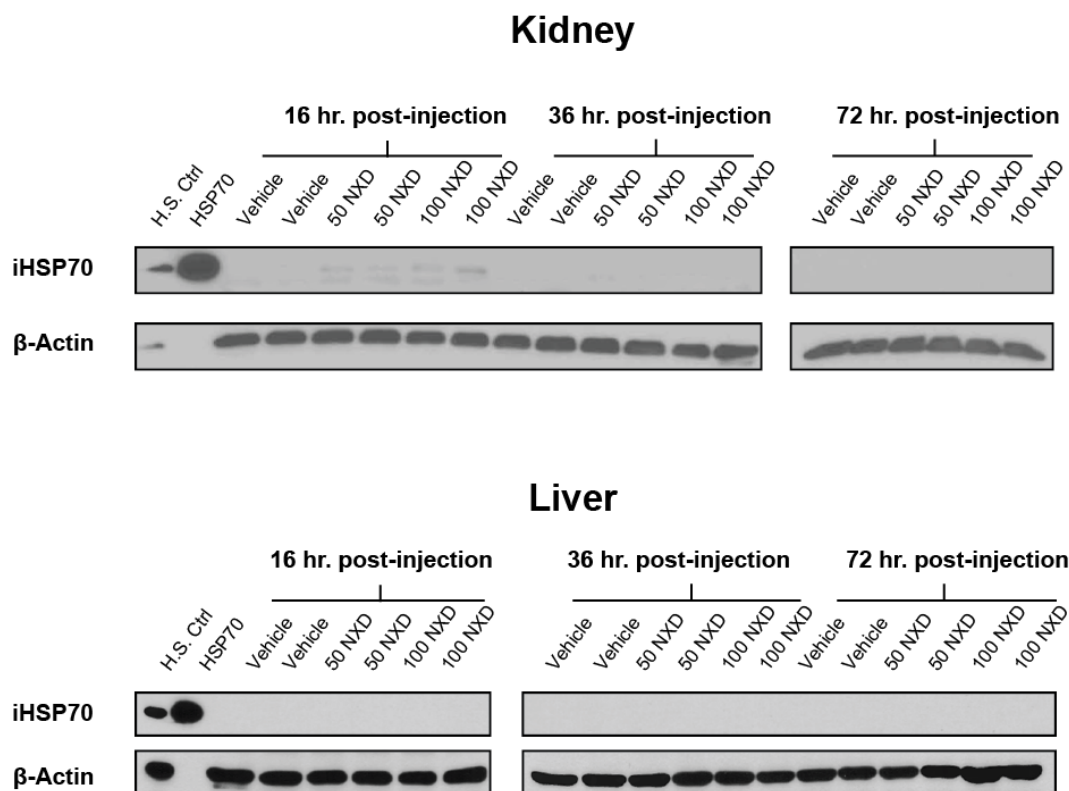 Kidney
16 hr. post-injection 36 hr. post-injection 72 hr. post-injection
H.S. Ctrl HSP70 Vehicle Vehicle 50 NXD 50 NXD 100 NXD 100 NXD Vehicle Vehicle 50 NXD 50 NXD 100 NXD 100 NXD Vehicle Vehicle 50 NXD 50 NXD 100 NXD 100 NXD
iHSP70
β-Actin
Liver
16 hr. post-injection 36 hr. post-injection 72 hr. post-injection
H.S. Ctrl HSP70 Vehicle Vehicle 50 NXD 50 NXD 100 NXD 100 NXD Vehicle Vehicle 50 NXD 50 NXD 100 NXD 100 NXD Vehicle Vehicle 50 NXD 50 NXD 100 NXD 100 NXD
iHSP70
β-Actin